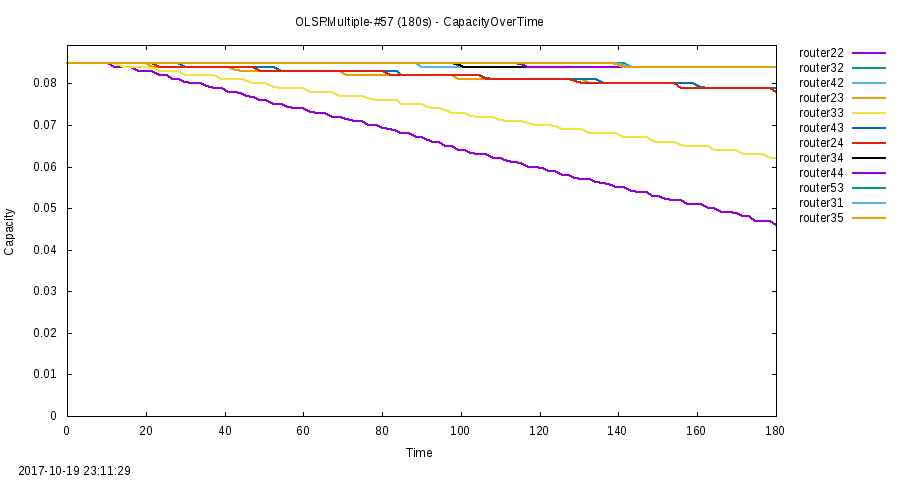 OLSRMultiple-#57 (180s) - CapacityOverTime
router22
router32
router42
router23
router33
router43
router24
router34
router44
router53
router31
router35
0.08
0.07
0.06
0.05
0.04
0.03
0.02
0.01
0
Capacity
0 20 40 60 80 100 120 140 160 180
Time
2017-10-19 23:11:29